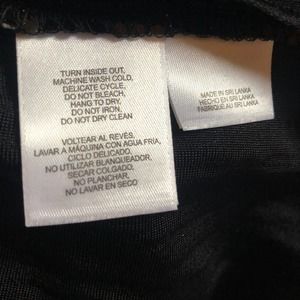 TURN INSIDE OUT,
MACHINE WASH COLD,
DELICATE CYCLE,
DO NOT BLEACH,
HANG TO DRY,
DO NOT IRON,
DO NOT DRY CLEAN
VOLTEAR AL REVÉS,
LAVAR A MÁQUINA CON AGUA FRÍA,
CICLO DELICADO,
NO UTILIZAR BLANQUEADOR,
SECAR COLGADO,
NO PLANCHAR,
NO LAVAR EN SECO
MADE IN SRI LANKA
HECHO EN SRI LANKA
FABRIQUÉ AU SRI LANKA